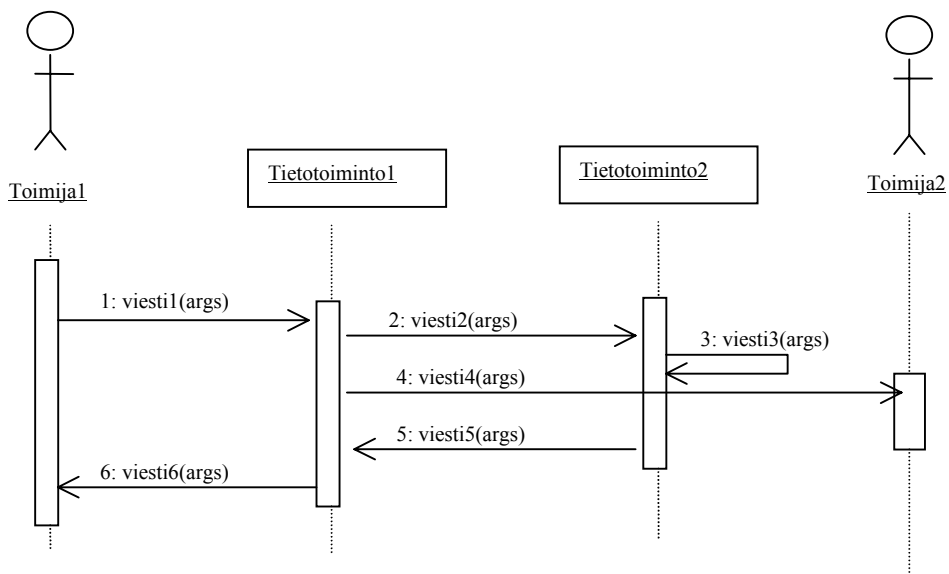 Toimija1
Tietotoiminto1
Tietotoiminto2
Toimija2
1: viesti1(args)
2: viesti2(args)
3: viesti3(args)
4: viesti4(args)
5: viesti5(args)
6: viesti6(args)